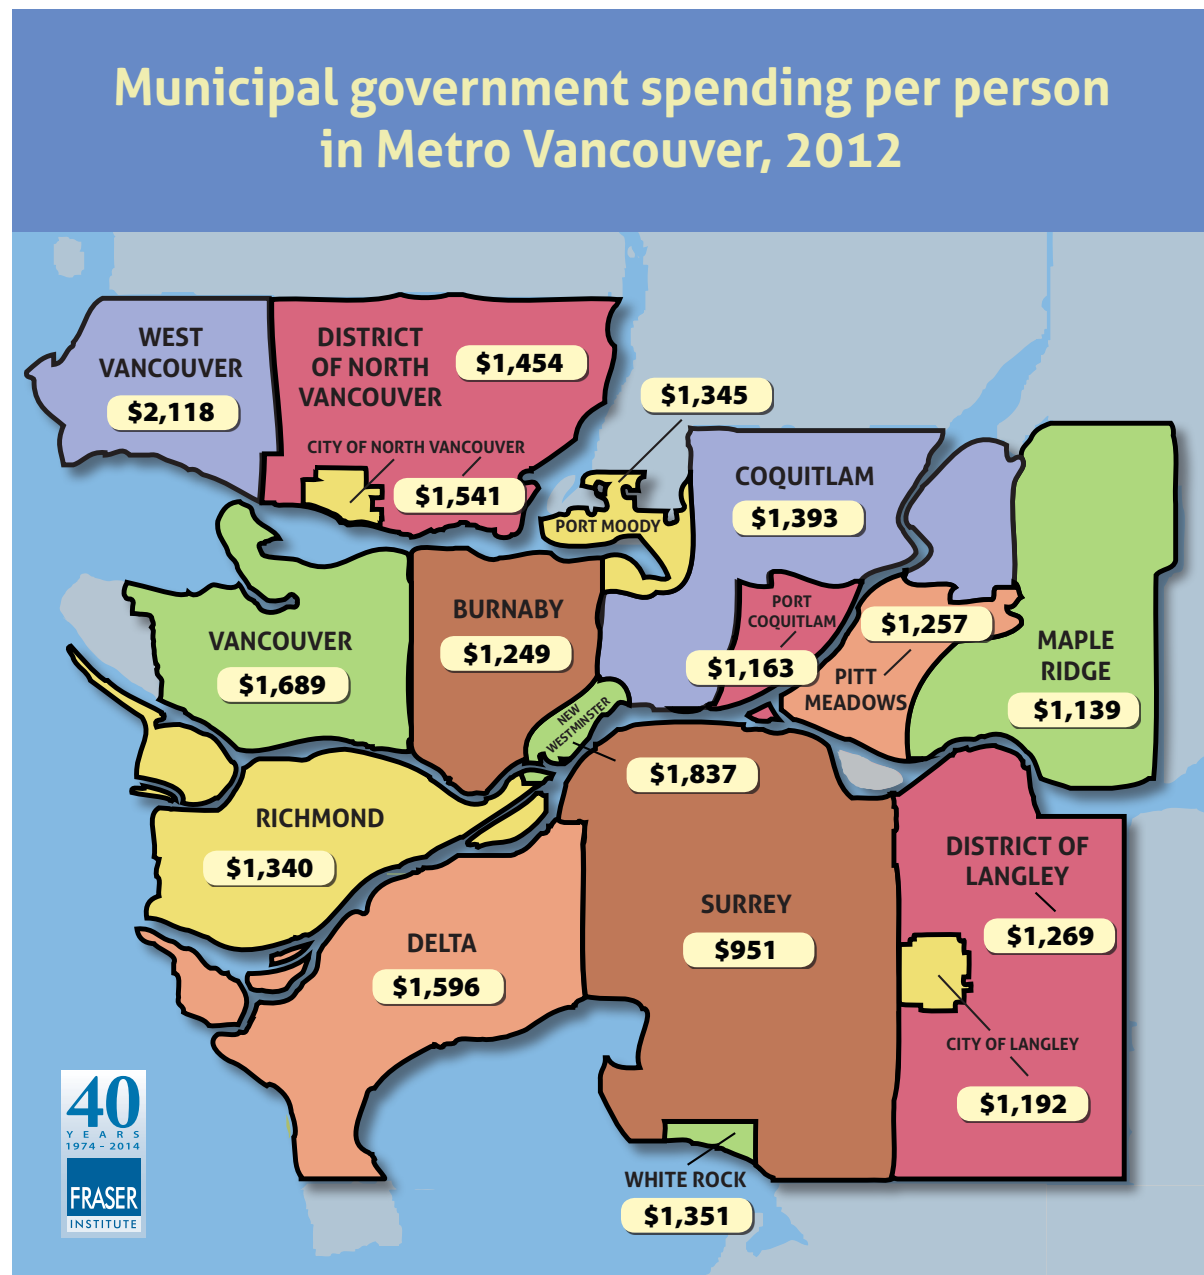 Municipal government spending per person
in Metro Vancouver, 2012
WEST
VANCOUVER
$2,118
DISTRICT
OF NORTH
VANCOUVER
$1,454
CITY OF NORTH VANCOUVER
$1,541
$1,345
PORT MOODY
COQUITLAM
$1,393
VANCOUVER
$1,689
BURNABY
$1,249
PORT
COQUITLAM
$1,163
$1,257
PITT
MEADOWS
MAPLE
RIDGE
$1,139
NEW
WESTMINSTER
$1,837
RICHMOND
$1,340
DELTA
$1,596
SURREY
$951
DISTRICT OF
LANGLEY
$1,269
CITY OF LANGLEY
$1,192
WHITE ROCK
$1,351
40
YEARS
1974 - 2014
FRASER
INSTITUTE